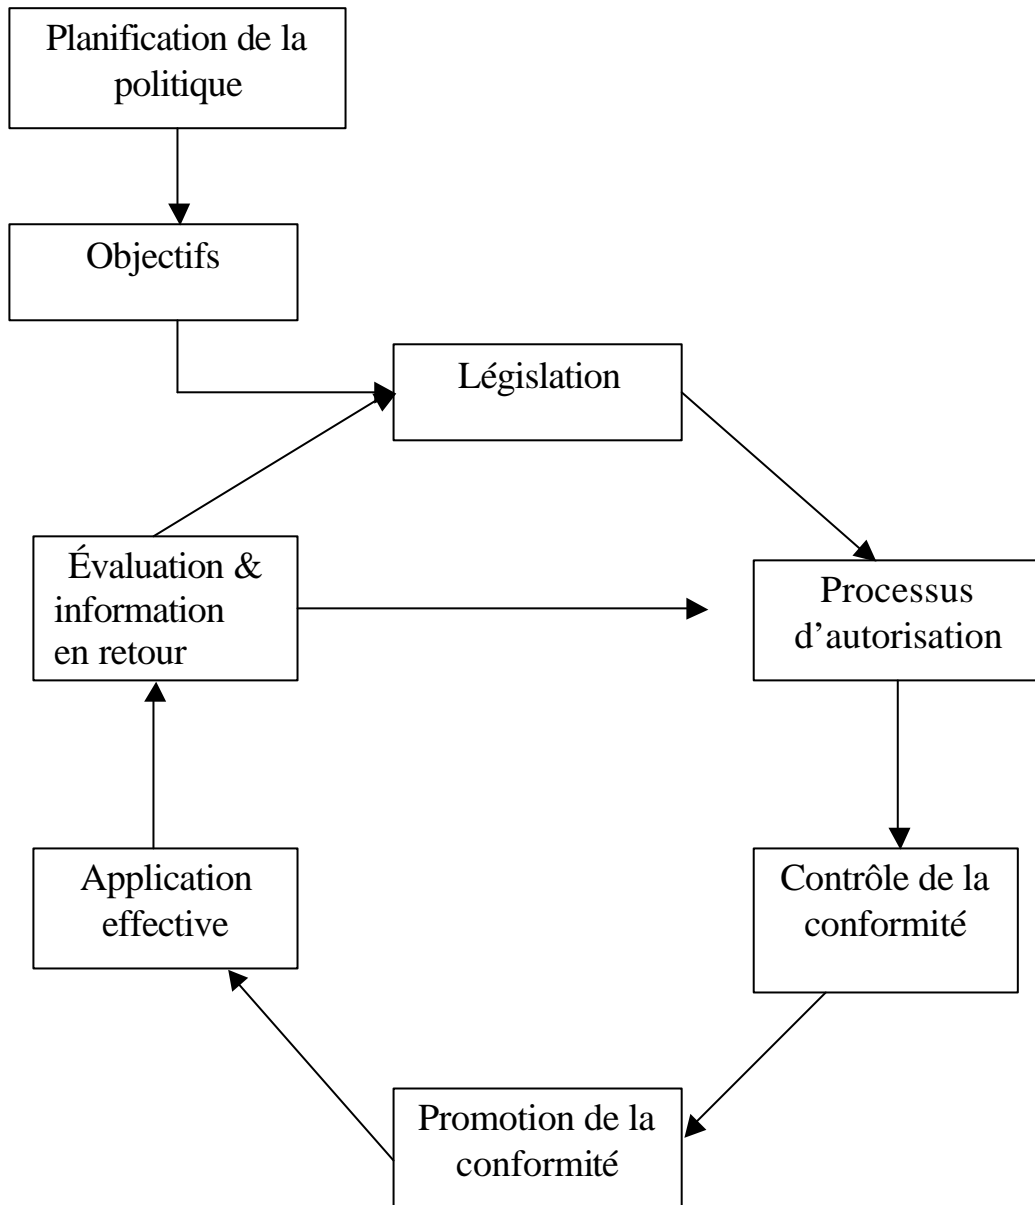 Planification de la
politique
Objectifs
Législation
Évaluation &
information
en retour
Processus
d’autorisation
Application
effective
Contrôle de la
conformité
Promotion de la
conformité